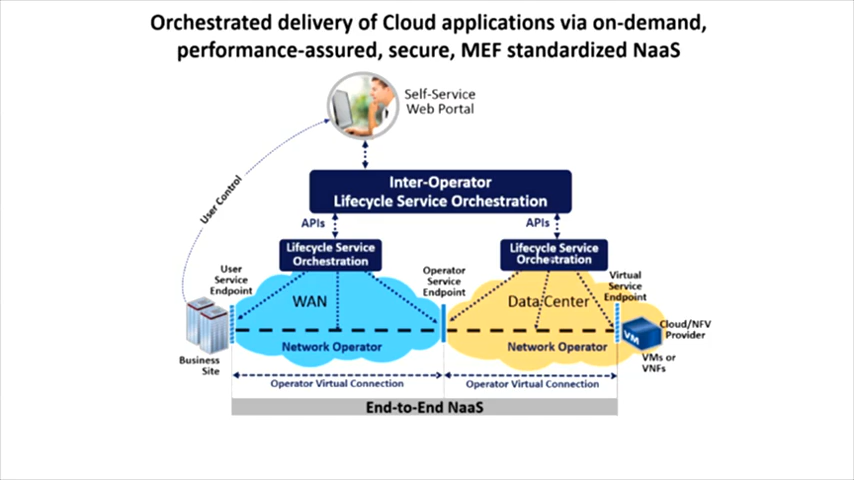 Orchestrated delivery of Cloud applications via on-demand,
performance-assured, secure, MEF standardized NaaS
Self-Service
Web Portal
User Control
Inter-Operator
Lifecycle Service Orchestration
APIs
APIs
Lifecycle Service
Orchestration
Lifecycle Service
Orchestration
User
Service
Endpoint
WAN
Operator
Service
Endpoint
Data Center
Virtual
Service
Endpoint
Business
Site
Network Operator
Network Operator
VM
Cloud/NFV
Provider
VMs or
VNFs
Operator Virtual Connection
Operator Virtual Connection
End-to-End NaaS